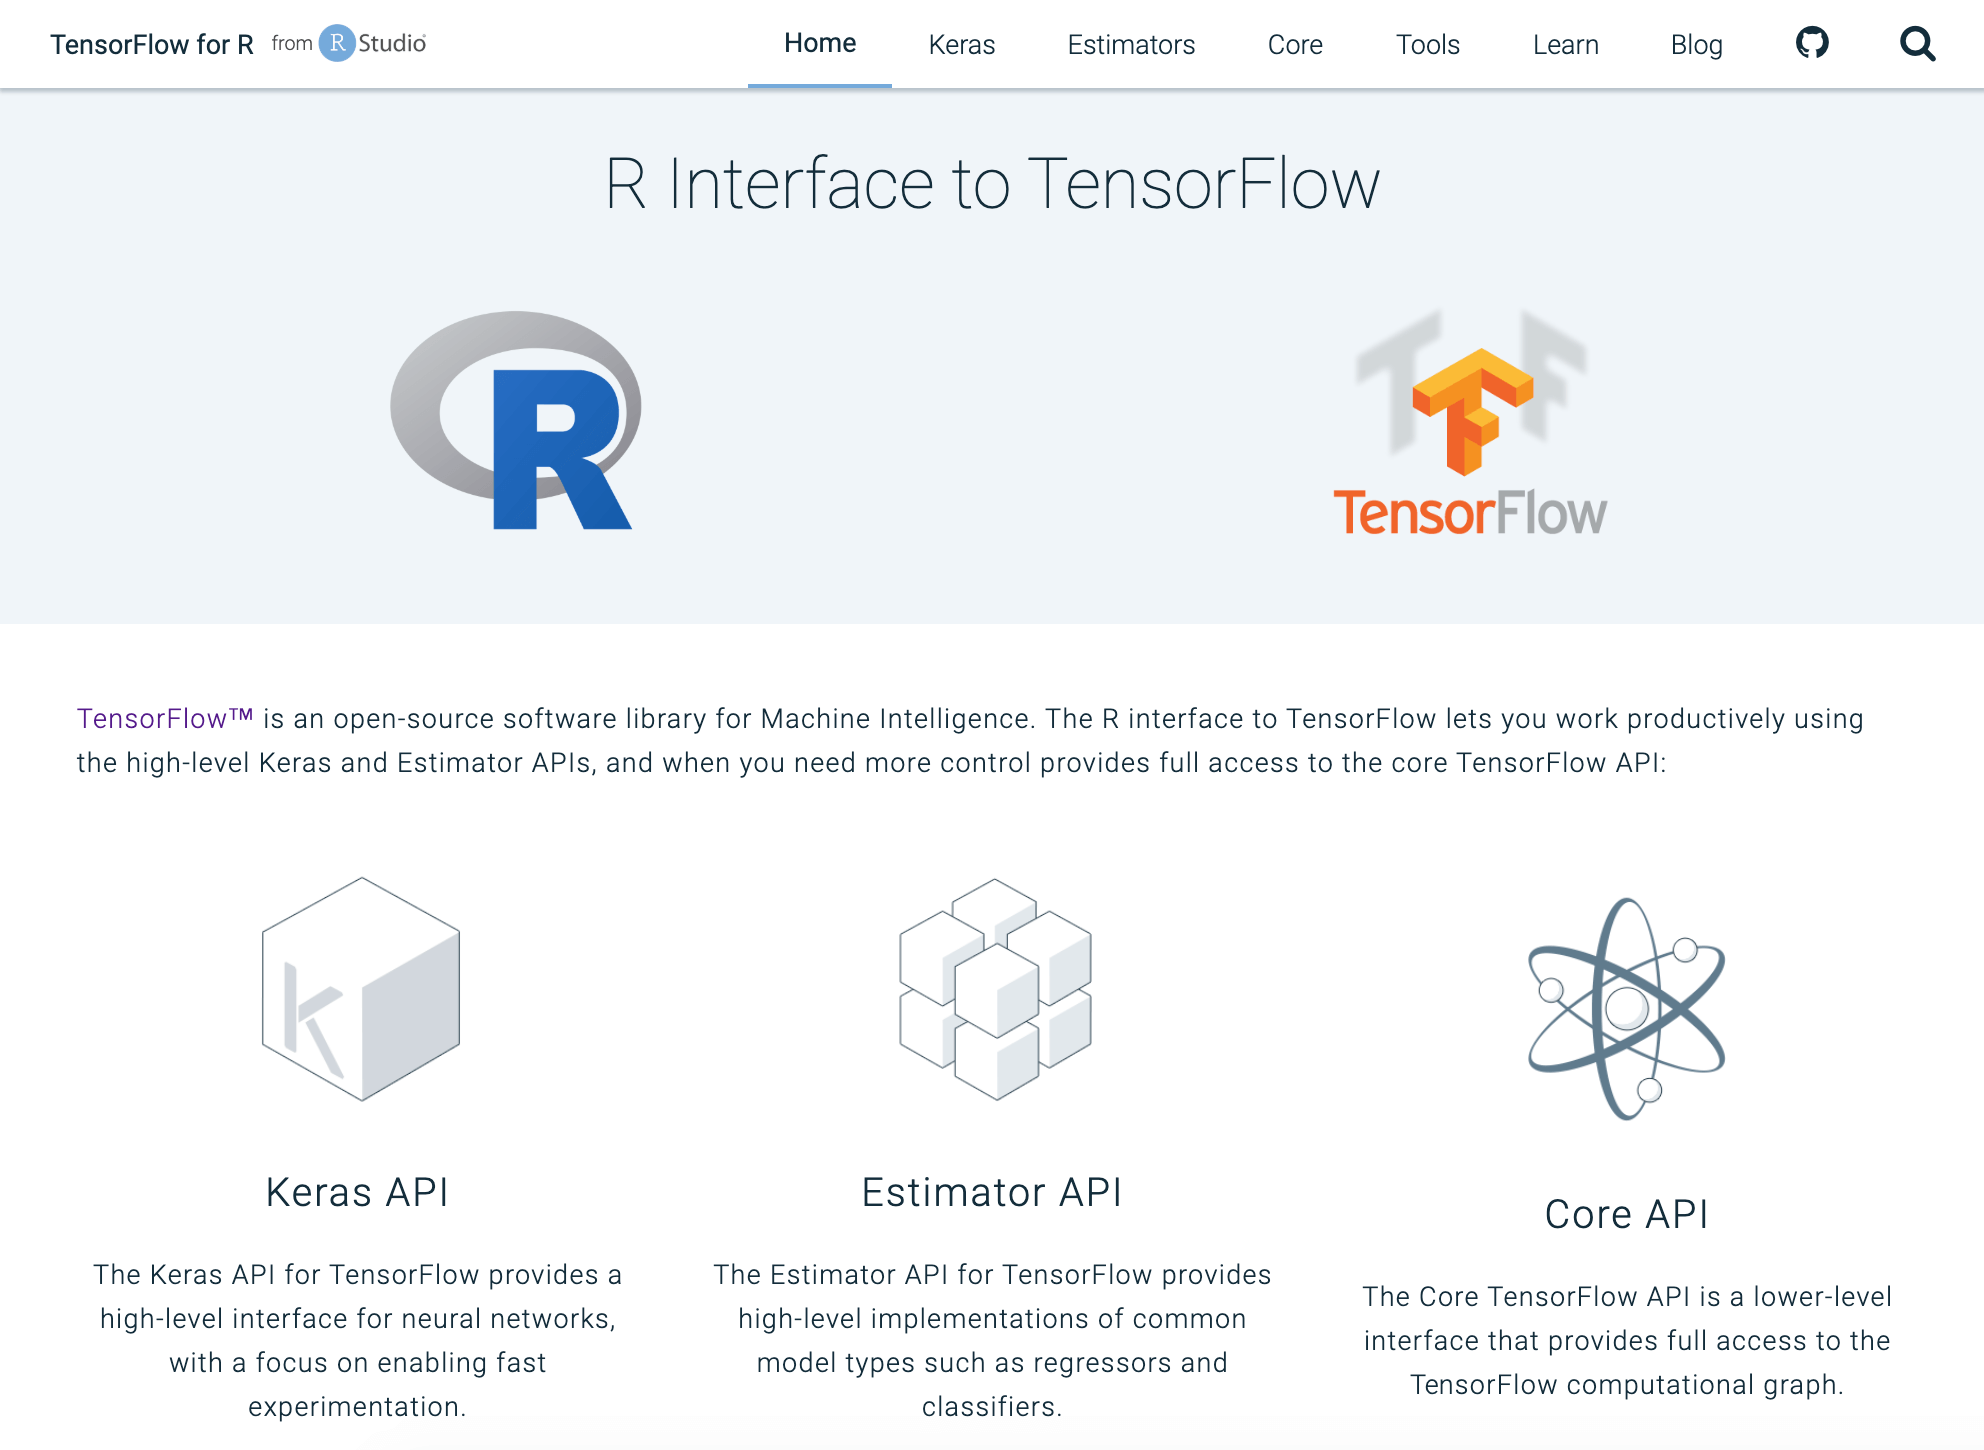 TensorFlow for R from R Studio
Home Keras Estimators Core Tools Learn Blog
R Interface to TensorFlow
R
TensorFlow
TensorFlow™ is an open-source software library for Machine Intelligence. The R interface to TensorFlow lets you work productively using
the high-level Keras and Estimator APIs, and when you need more control provides full access to the core TensorFlow API:
k
Keras API
The Keras API for TensorFlow provides a
high-level interface for neural networks,
with a focus on enabling fast
experimentation.
Estimator API
The Estimator API for TensorFlow provides
high-level implementations of common
model types such as regressors and
classifiers.
Core API
The Core TensorFlow API is a lower-level
interface that provides full access to the
TensorFlow computational graph.